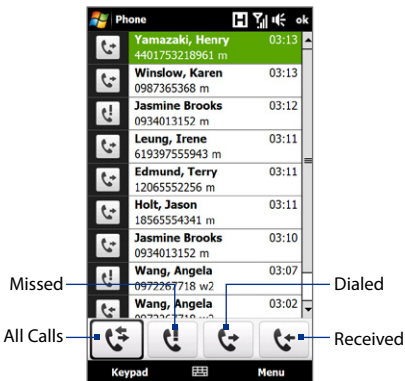 Phone H ok
Yamazaki, Henry 03:13
4401753218961 m
Winslow, Karen 03:13
0987365368 m
Jasmine Brooks 03:12
0934013152 m
Leung, Irene 03:11
619397555943 m
Edmund, Terry 03:11
12065552256 m
Holt, Jason 03:11
18565554341 m
Jasmine Brooks 03:10
0934013152 m
Wang, Angela 03:07
0972267718 w2
Wang, Angela 03:02
Missed
Dialed
All Calls
Received
Keypad Menu